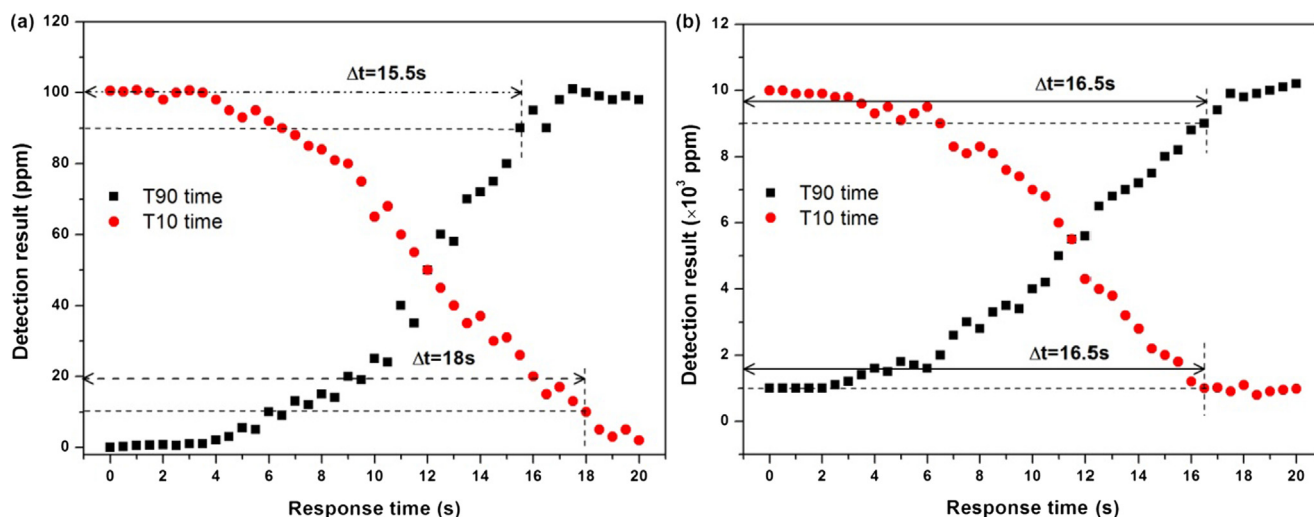 (a)
120
100
80
60
40
20
0
Detection result (ppm)
Δt=15.5s
T90 time
T10 time
Δt=18s
0 2 4 6 8 10 12 14 16 18 20
Response time (s)
(b)
12
10
8
6
4
2
0
Detection result (×10³ ppm)
Δt=16.5s
T90 time
T10 time
Δt=16.5s
0 2 4 6 8 10 12 14 16 18 20
Response time (s)